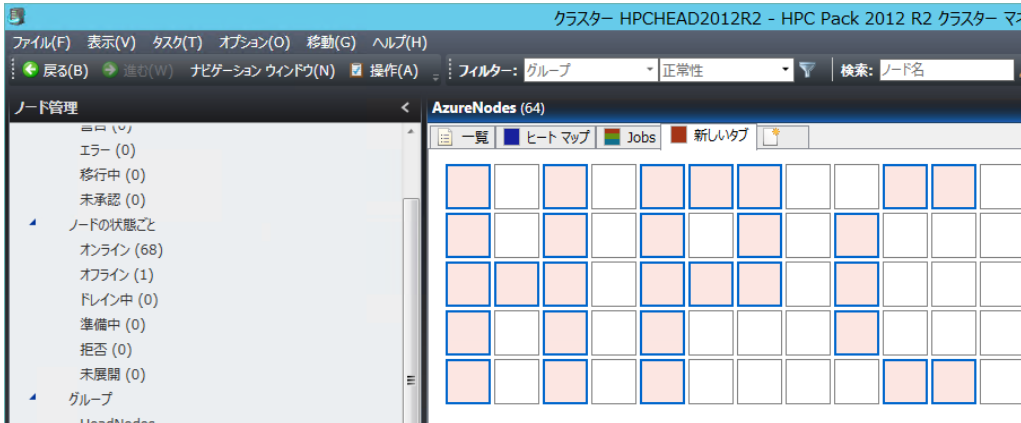 クラスター HPCHEAD2012R2 - HPC Pack 2012 R2 クラスター マネ
ファイル(F) 表示(V) タスク(T) オプション(O) 移動(G) ヘルプ(H)
戻る(B) 進む(W) ナビゲーション ウィンドウ(N) 操作(A) フィルター: グループ 正常性 検索: ノード名
ノード管理
AzureNodes (64)
一覧 ヒート マップ Jobs 新しいタブ
警告 (0)
エラー (0)
移行中 (0)
未承認 (0)
ノードの状態ごと
オンライン (68)
オフライン (1)
ドレイン中 (0)
準備中 (0)
拒否 (0)
未展開 (0)
グループ
HeadNodes
HPC